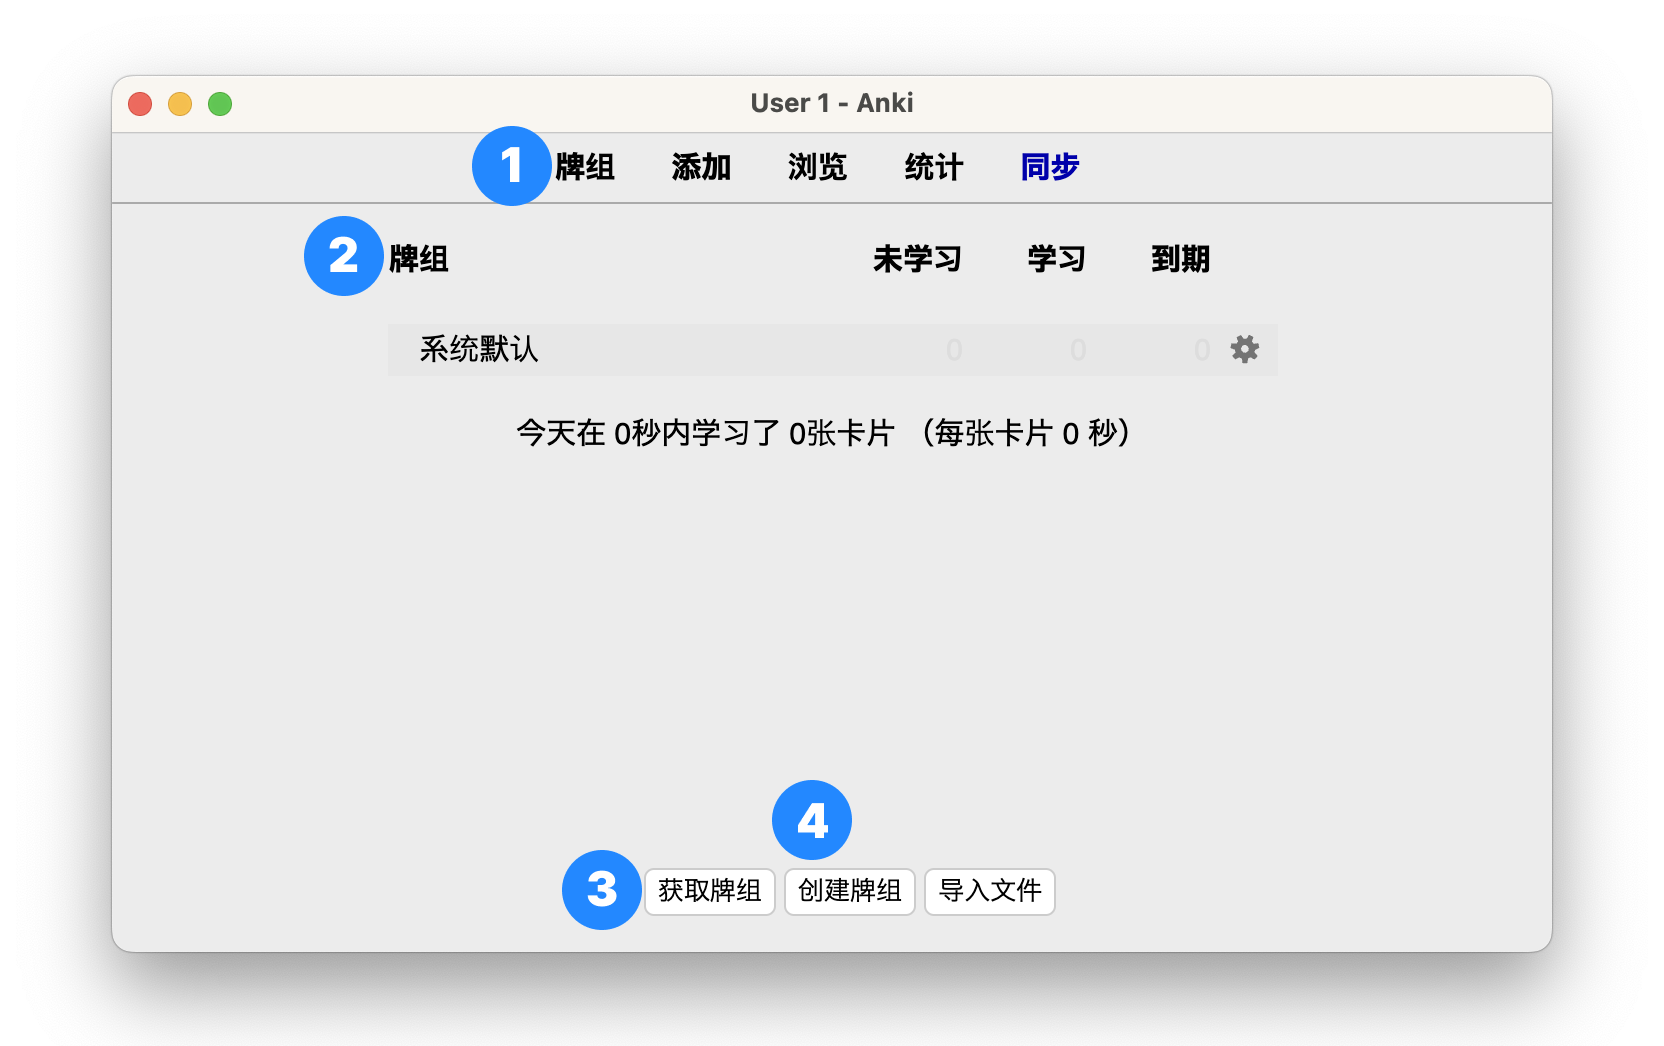 User 1 - Anki
1 牌组 添加 浏览 统计 同步
2 牌组 未学习 学习 到期
系统默认 0 0 0
今天在 0秒内学习了 0张卡片 （每张卡片 0 秒）
4
3 获取牌组 创建牌组 导入文件